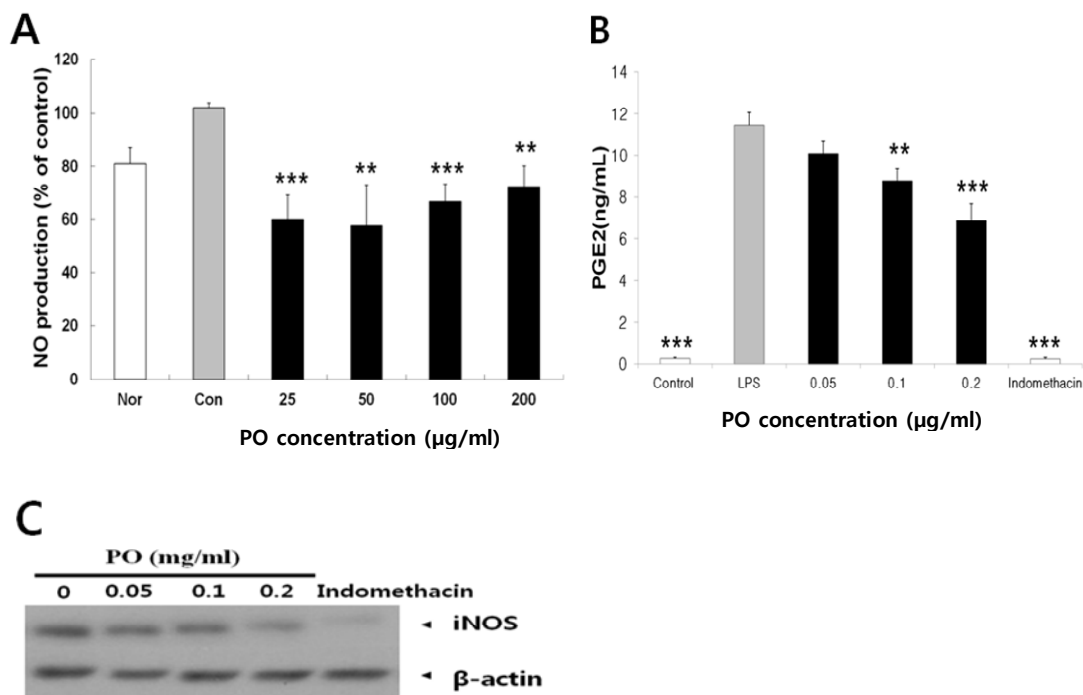 A
NO production (% of control)
120
100
80
60
40
20
0
*** ** *** **
Nor Con 25 50 100 200
PO concentration (μg/ml)
B
PGE2(ng/mL)
14
12
10
8
6
4
2
0
*** ** *** ***
Control LPS 0.05 0.1 0.2 Indomethacin
PO concentration (μg/ml)
C
PO (mg/ml)
0 0.05 0.1 0.2 Indomethacin
iNOS
β-actin